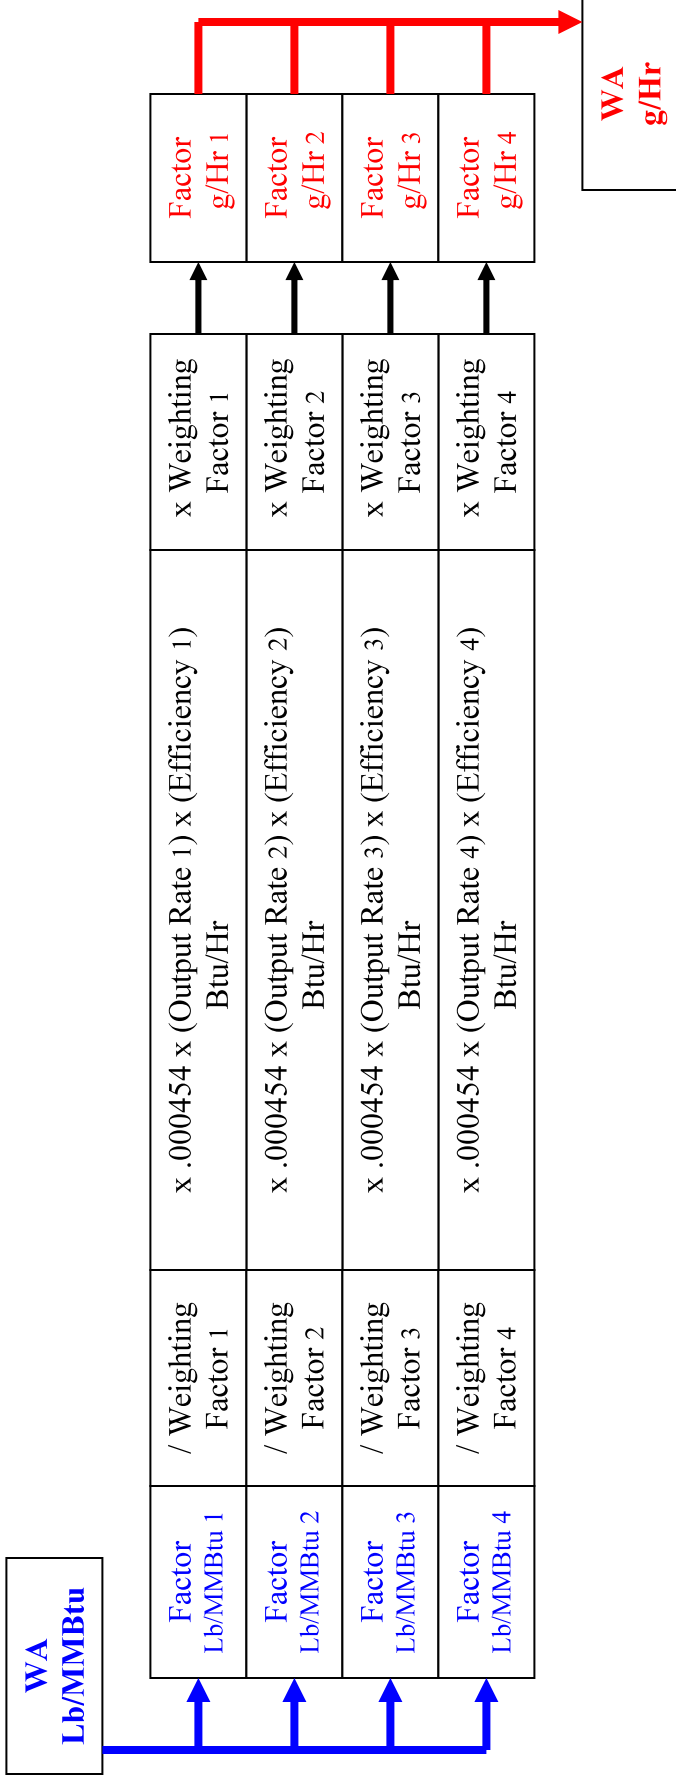 WA
Lb/MMBtu
Factor
Lb/MMBtu 1
/ Weighting
Factor 1
x .000454 x (Output Rate 1) x (Efficiency 1)
Btu/Hr
x Weighting
Factor 1
Factor
g/Hr 1
Factor
Lb/MMBtu 2
/ Weighting
Factor 2
x .000454 x (Output Rate 2) x (Efficiency 2)
Btu/Hr
x Weighting
Factor 2
Factor
g/Hr 2
Factor
Lb/MMBtu 3
/ Weighting
Factor 3
x .000454 x (Output Rate 3) x (Efficiency 3)
Btu/Hr
x Weighting
Factor 3
Factor
g/Hr 3
Factor
Lb/MMBtu 4
/ Weighting
Factor 4
x .000454 x (Output Rate 4) x (Efficiency 4)
Btu/Hr
x Weighting
Factor 4
Factor
g/Hr 4
WA
g/Hr